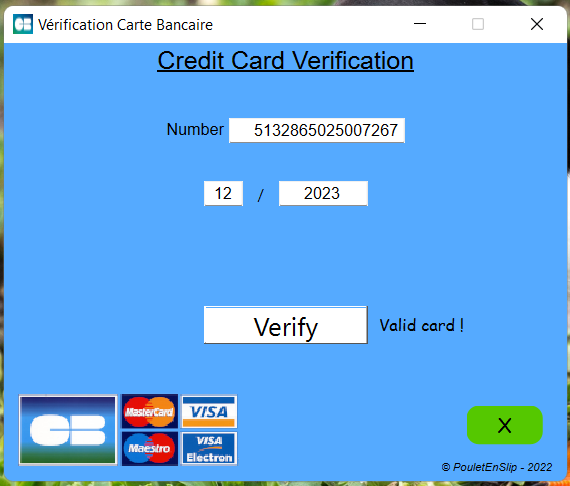 Vérification Carte Bancaire
Credit Card Verification
Number 5132865025007267
12 / 2023
Verify Valid card !
CB MasterCard VISA
Maestro VISA Electron
X
© PouletEnSlip - 2022